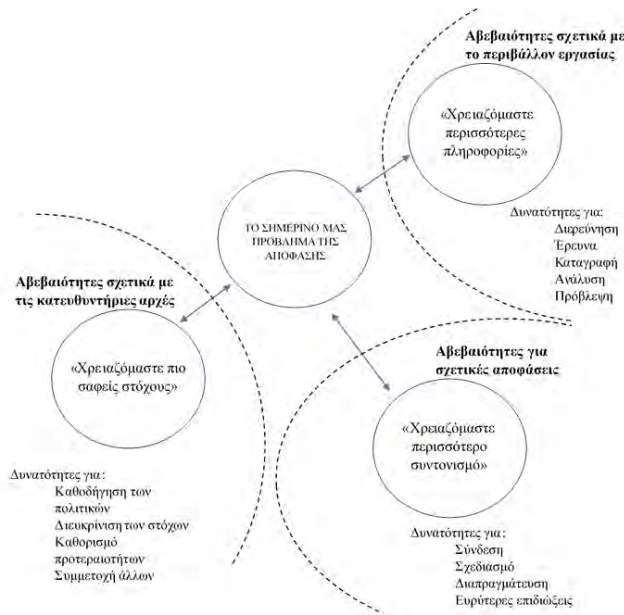 Αβεβαιότητες σχετικά με
το περιβάλλον εργασίας
«Χρειαζόμαστε
περισσότερες
πληροφορίες»
Δυνατότητες για:
Διερεύνηση
Έρευνα
Καταγραφή
Ανάλυση
Πρόβλεψη
ΤΟ ΣΗΜΕΡΙΝΟ ΜΑΣ
ΠΡΟΒΛΗΜΑ ΤΗΣ
ΑΠΟΦΑΣΗΣ
Αβεβαιότητες σχετικά με
τις κατευθυντήριες αρχές
«Χρειαζόμαστε πιο
σαφείς στόχους»
Δυνατότητες για:
Καθοδήγηση των
πολιτικών
Διευκρίνιση των στόχων
Καθορισμό
προτεραιοτήτων
Συμμετοχή άλλων
Αβεβαιότητες για
σχετικές αποφάσεις
«Χρειαζόμαστε
περισσότερο
συντονισμό»
Δυνατότητες για:
Σύνδεση
Σχεδιασμό
Διαπραγμάτευση
Ευρύτερες επιδιώξεις